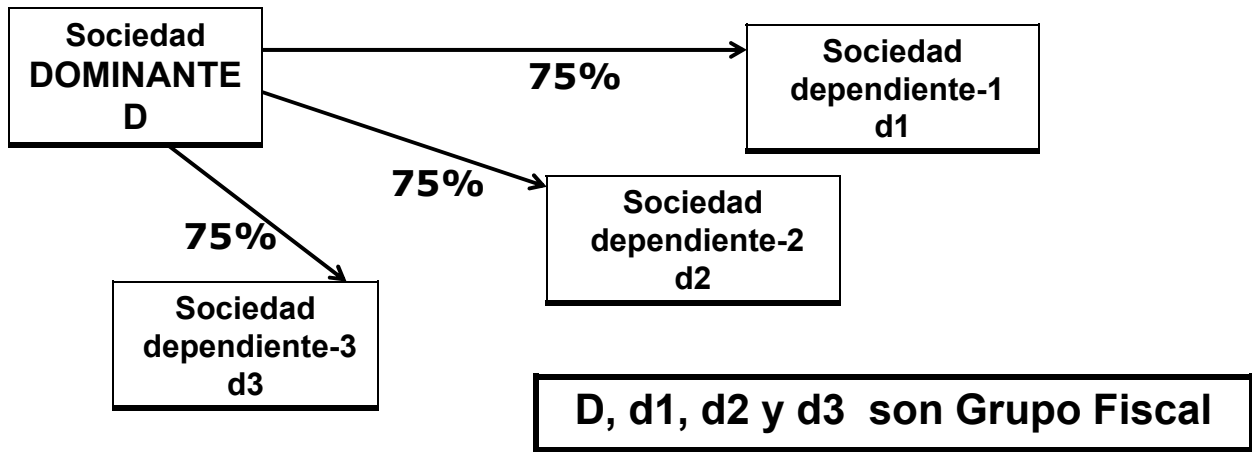 Sociedad
DOMINANTE
D
75%
Sociedad
dependiente-1
d1
75%
Sociedad
dependiente-2
d2
75%
Sociedad
dependiente-3
d3
D, d1, d2 y d3 son Grupo Fiscal